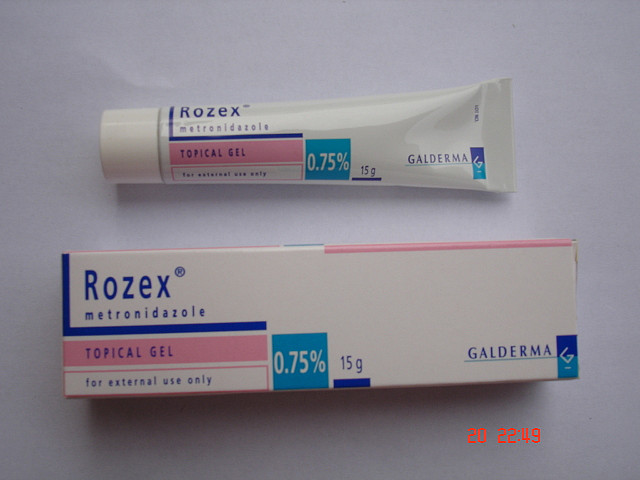 Rozex®
metronidazole
TOPICAL GEL
0.75%
15 g
for external use only
GALDERMA
Rozex®
metronidazole
TOPICAL GEL
0.75%
15 g
for external use only
GALDERMA
20 22:49